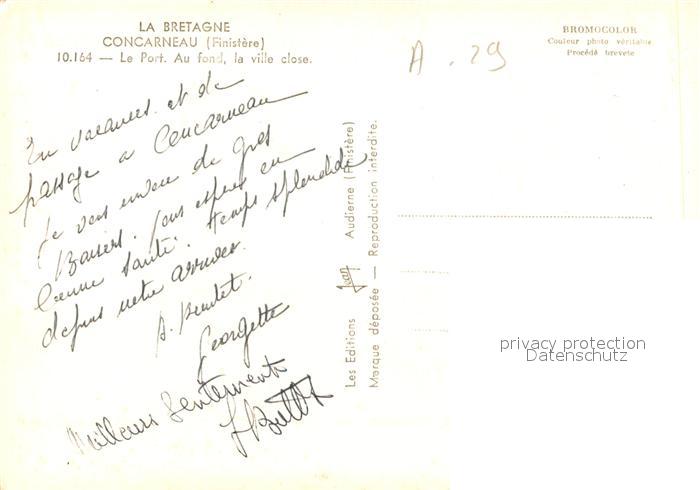 LA BRETAGNE
CONCARNEAU (Finistère)
10.164 — Le Port. Au fond, la ville close.
A . 29
BROMOCOLOR
Couleur photo véritable
Procédé breveté
En vacances et de
passage a Concarneau
je vous envoie de gros
Baisers. vous espère en
bonne santé. temps splendide
depuis notre arrivée.
A. Bientôt.
Georgette
Meilleurs Sentiments
Les Editions Jean Audierne (Finistère)
Marque déposée — Reproduction interdite.
privacy protection
Datenschutz